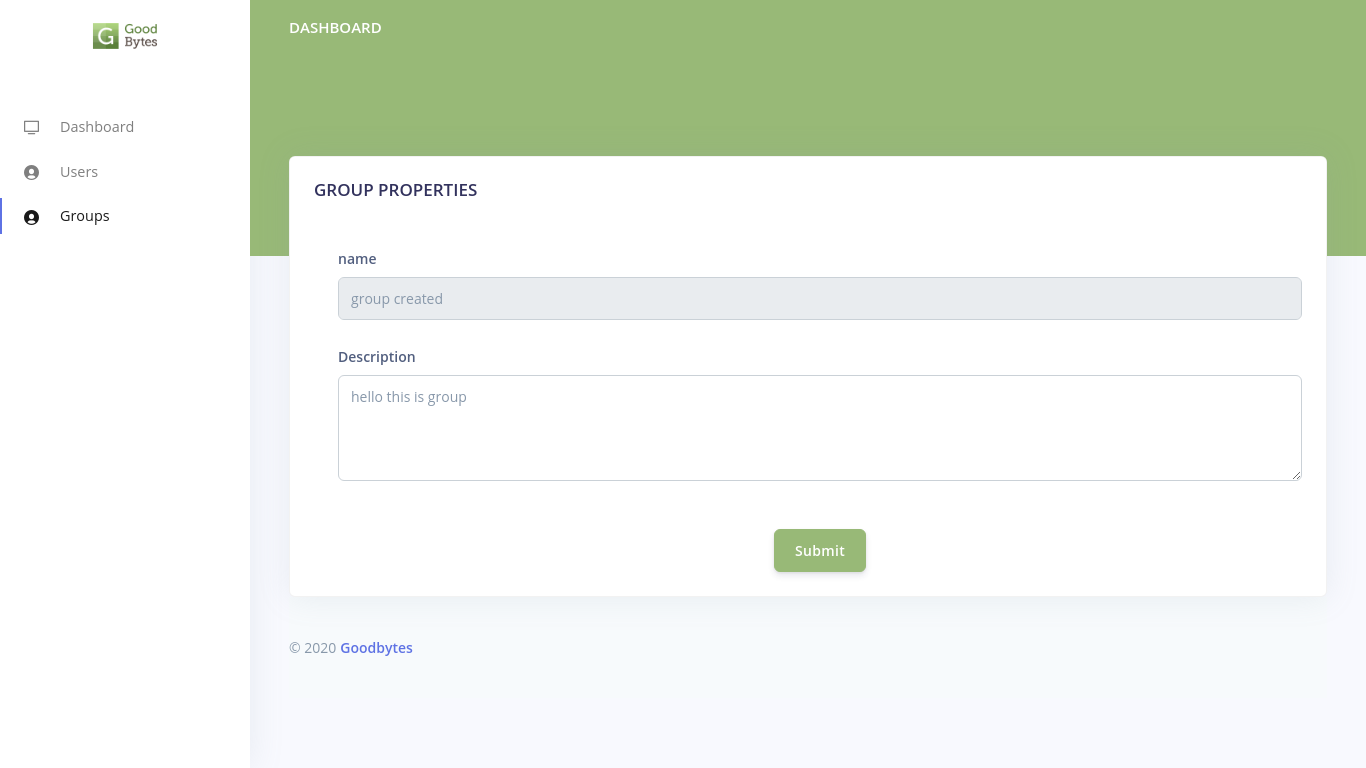 Good
Bytes
DASHBOARD
Dashboard
Users
Groups
GROUP PROPERTIES
name
group created
Description
hello this is group
Submit
© 2020 Goodbytes